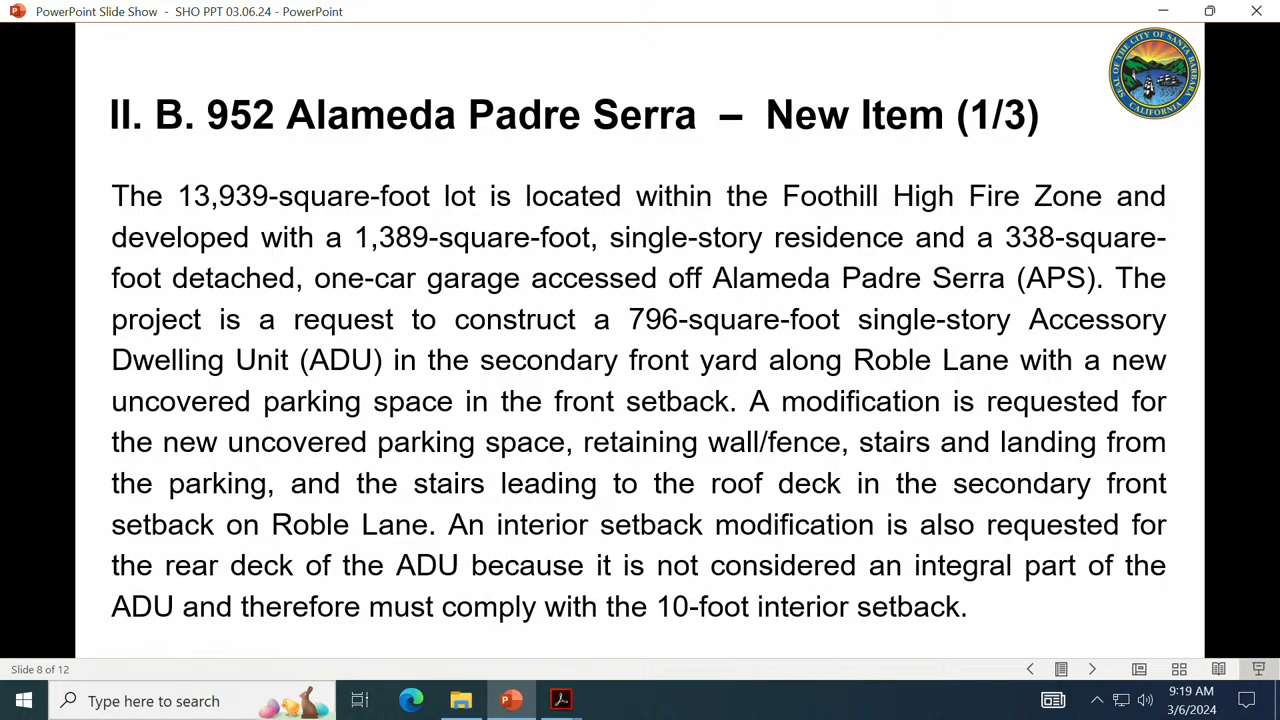 PowerPoint Slide Show - SHO PPT 03.06.24 - PowerPoint
SEAL OF THE CITY OF SANTA BARBARA
CALIFORNIA
II. B. 952 Alameda Padre Serra – New Item (1/3)
The 13,939-square-foot lot is located within the Foothill High Fire Zone and
developed with a 1,389-square-foot, single-story residence and a 338-square-
foot detached, one-car garage accessed off Alameda Padre Serra (APS). The
project is a request to construct a 796-square-foot single-story Accessory
Dwelling Unit (ADU) in the secondary front yard along Roble Lane with a new
uncovered parking space in the front setback. A modification is requested for
the new uncovered parking space, retaining wall/fence, stairs and landing from
the parking, and the stairs leading to the roof deck in the secondary front
setback on Roble Lane. An interior setback modification is also requested for
the rear deck of the ADU because it is not considered an integral part of the
ADU and therefore must comply with the 10-foot interior setback.
Slide 8 of 12
Type here to search
9:19 AM
3/6/2024